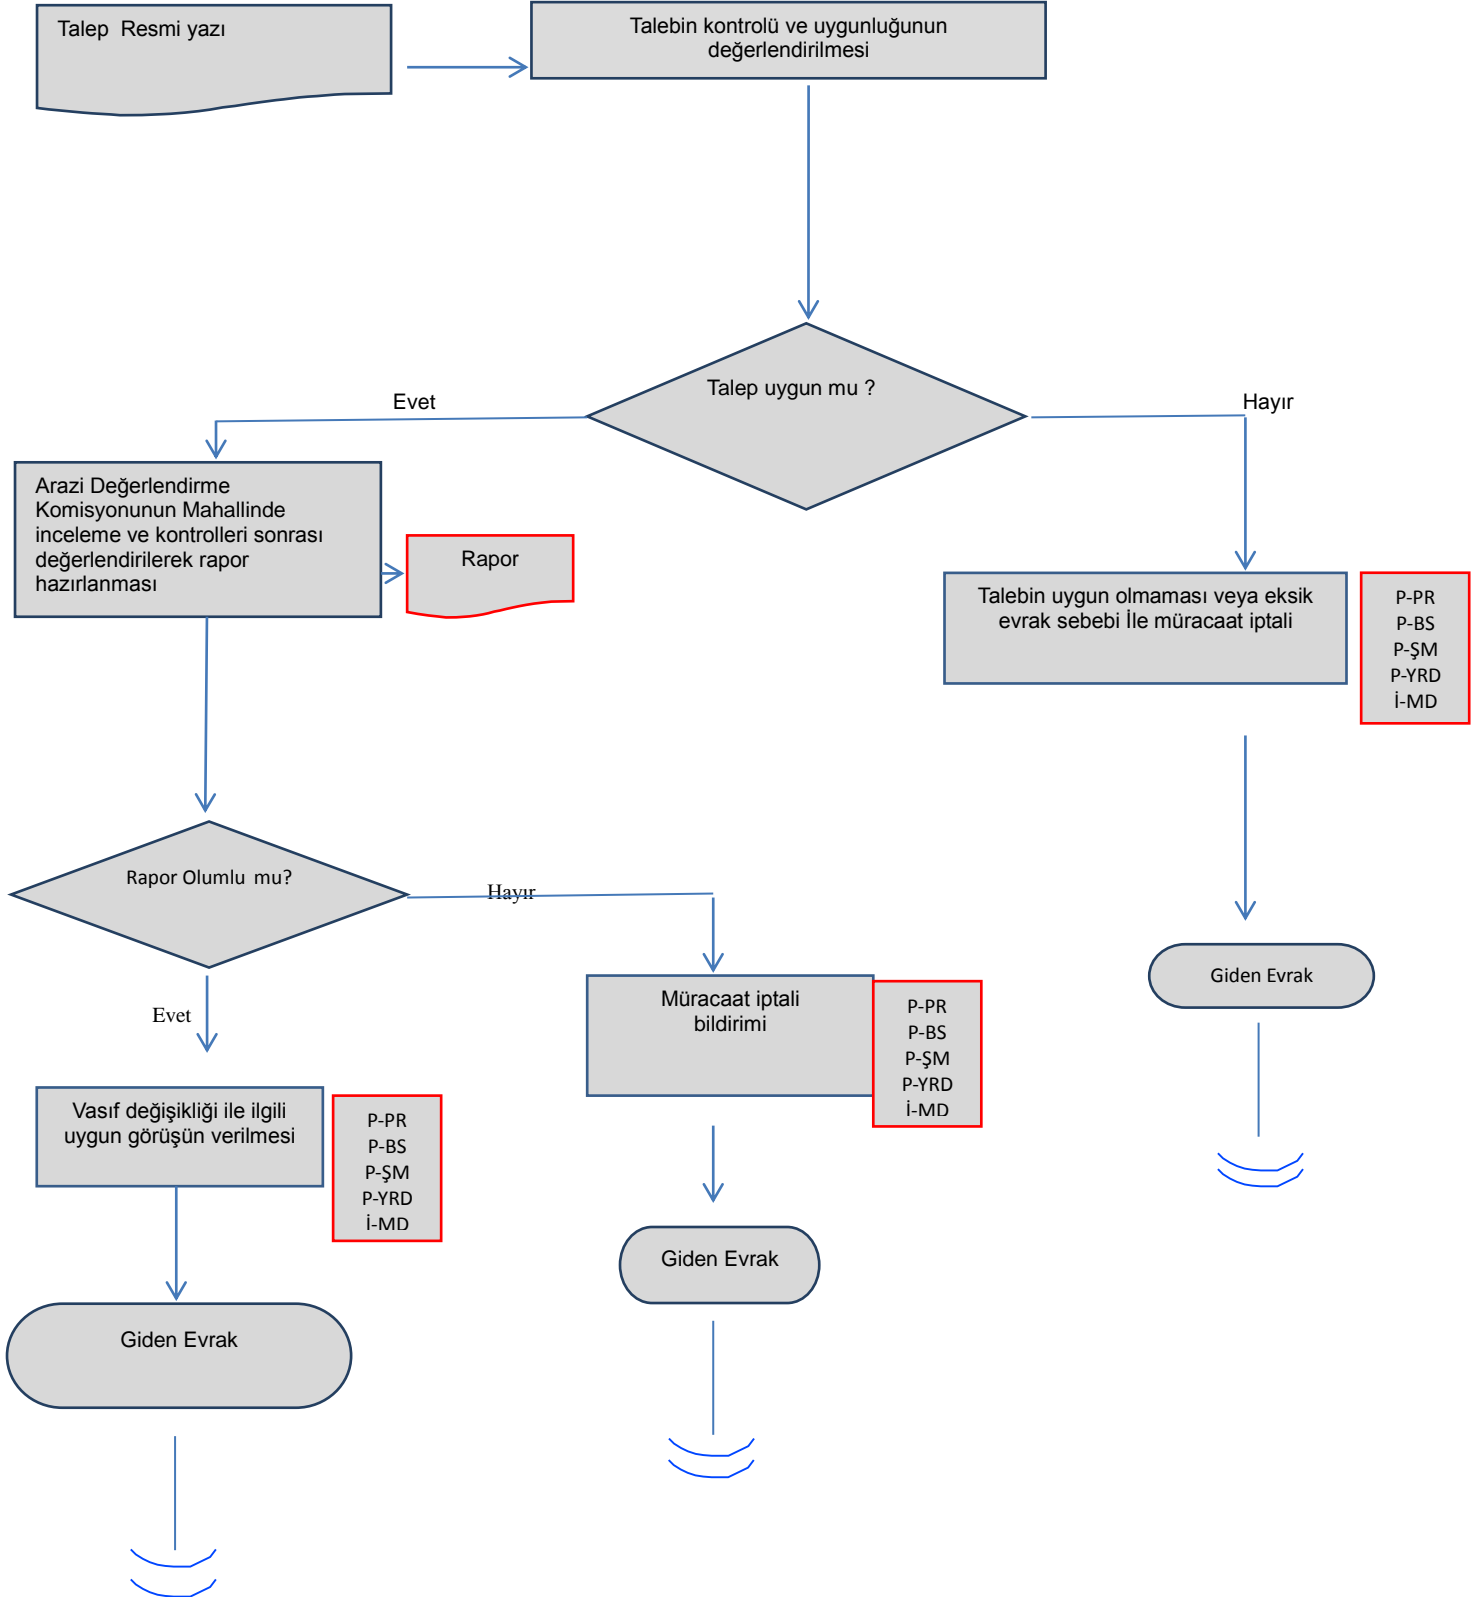 Talep  Resmi yazı
Talebin kontrolü ve uygunluğunun
değerlendirilmesi
Talep uygun mu ?
Evet
Hayır
Arazi Değerlendirme
Komisyonunun Mahallinde
inceleme ve kontrolleri sonrası
değerlendirilerek rapor
hazırlanması
Rapor
Talebin uygun olmaması veya eksik
evrak sebebi İle müracaat iptali
P-PR
P-BS
P-ŞM
P-YRD
İ-MD
Rapor Olumlu  mu?
Hayır
Evet
Giden Evrak
Müracaat iptali
bildirimi
P-PR
P-BS
P-ŞM
P-YRD
İ-MD
Vasıf değişikliği ile ilgili
uygun görüşün verilmesi
P-PR
P-BS
P-ŞM
P-YRD
İ-MD
Giden Evrak
Giden Evrak